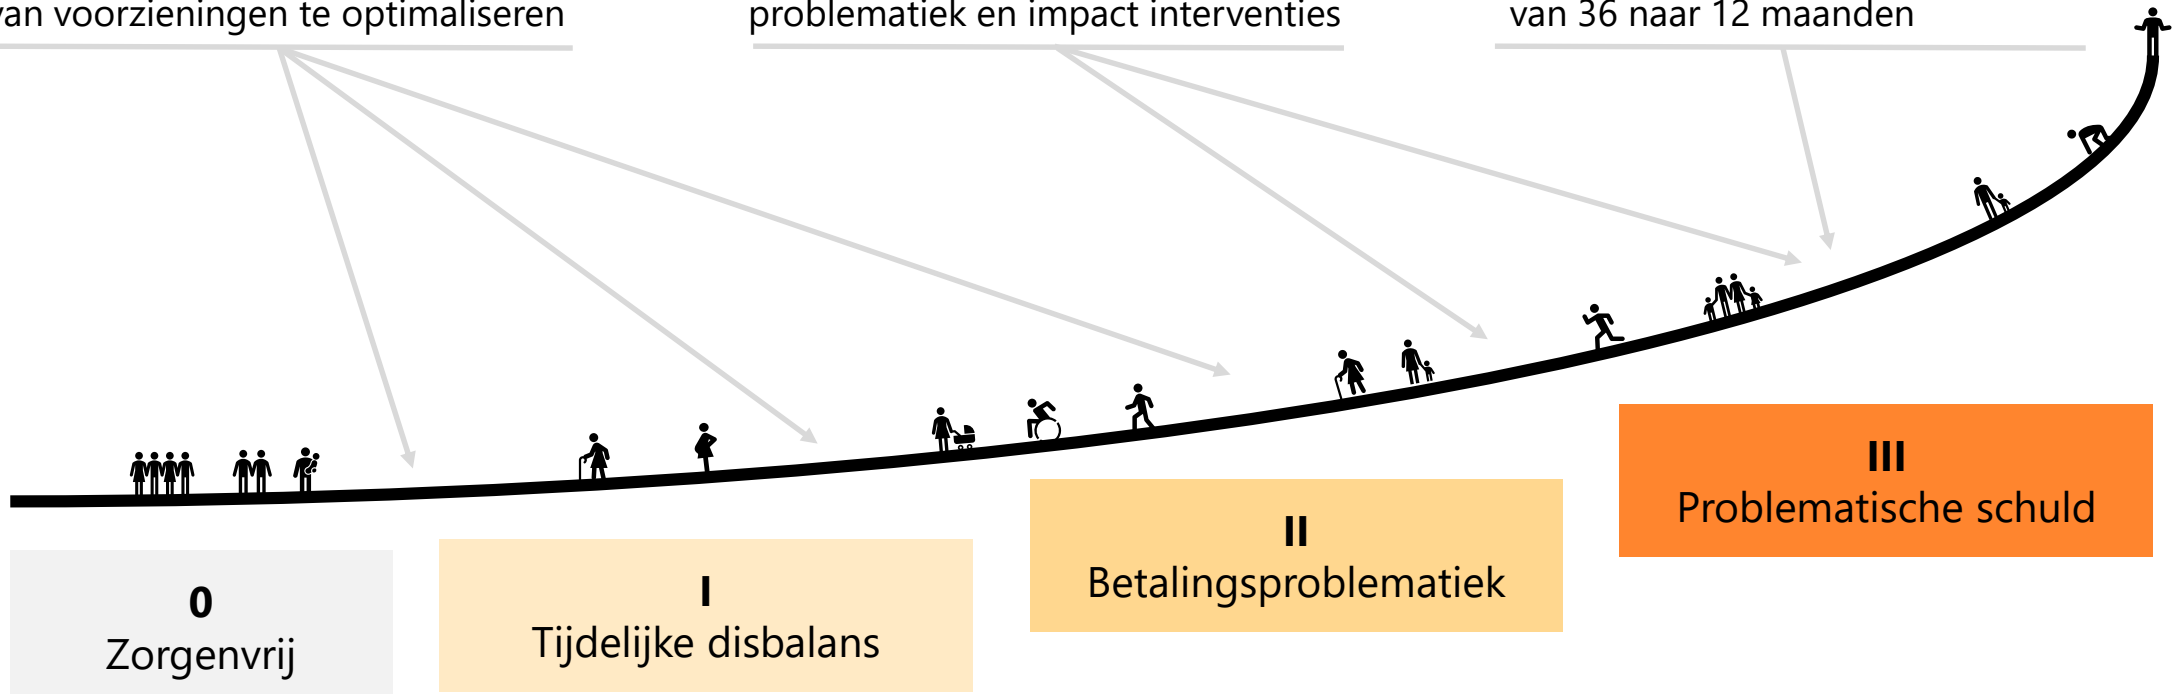 van voorzieningen te optimaliseren
problematiek en impact interventies
van 36 naar 12 maanden
0
Zorgenvrij
I
Tijdelijke disbalans
II
Betalingsproblematiek
III
Problematische schuld